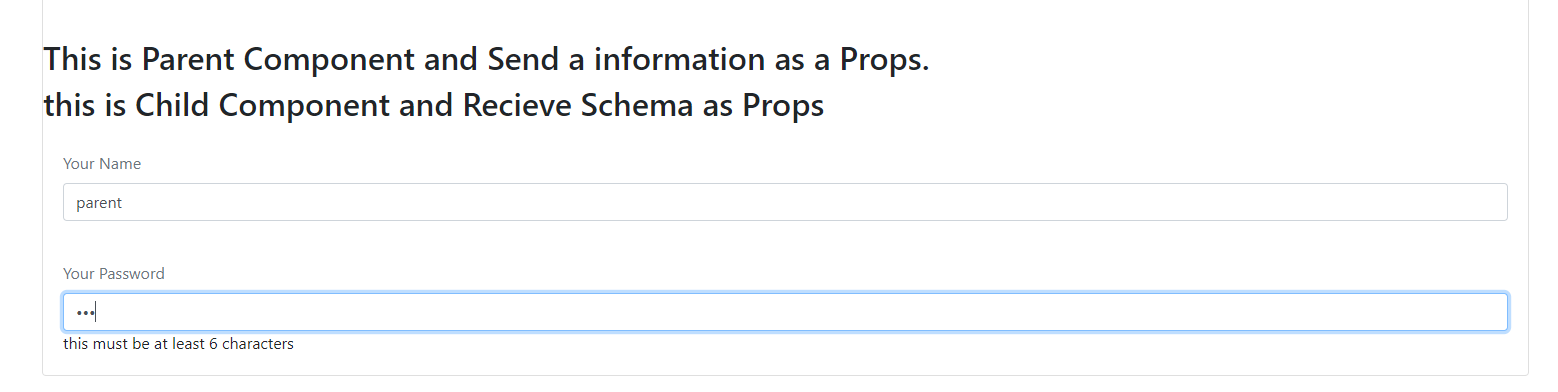 This is Parent Component and Send a information as a Props.
this is Child Component and Recieve Schema as Props
Your Name
parent
Your Password
•••
this must be at least 6 characters